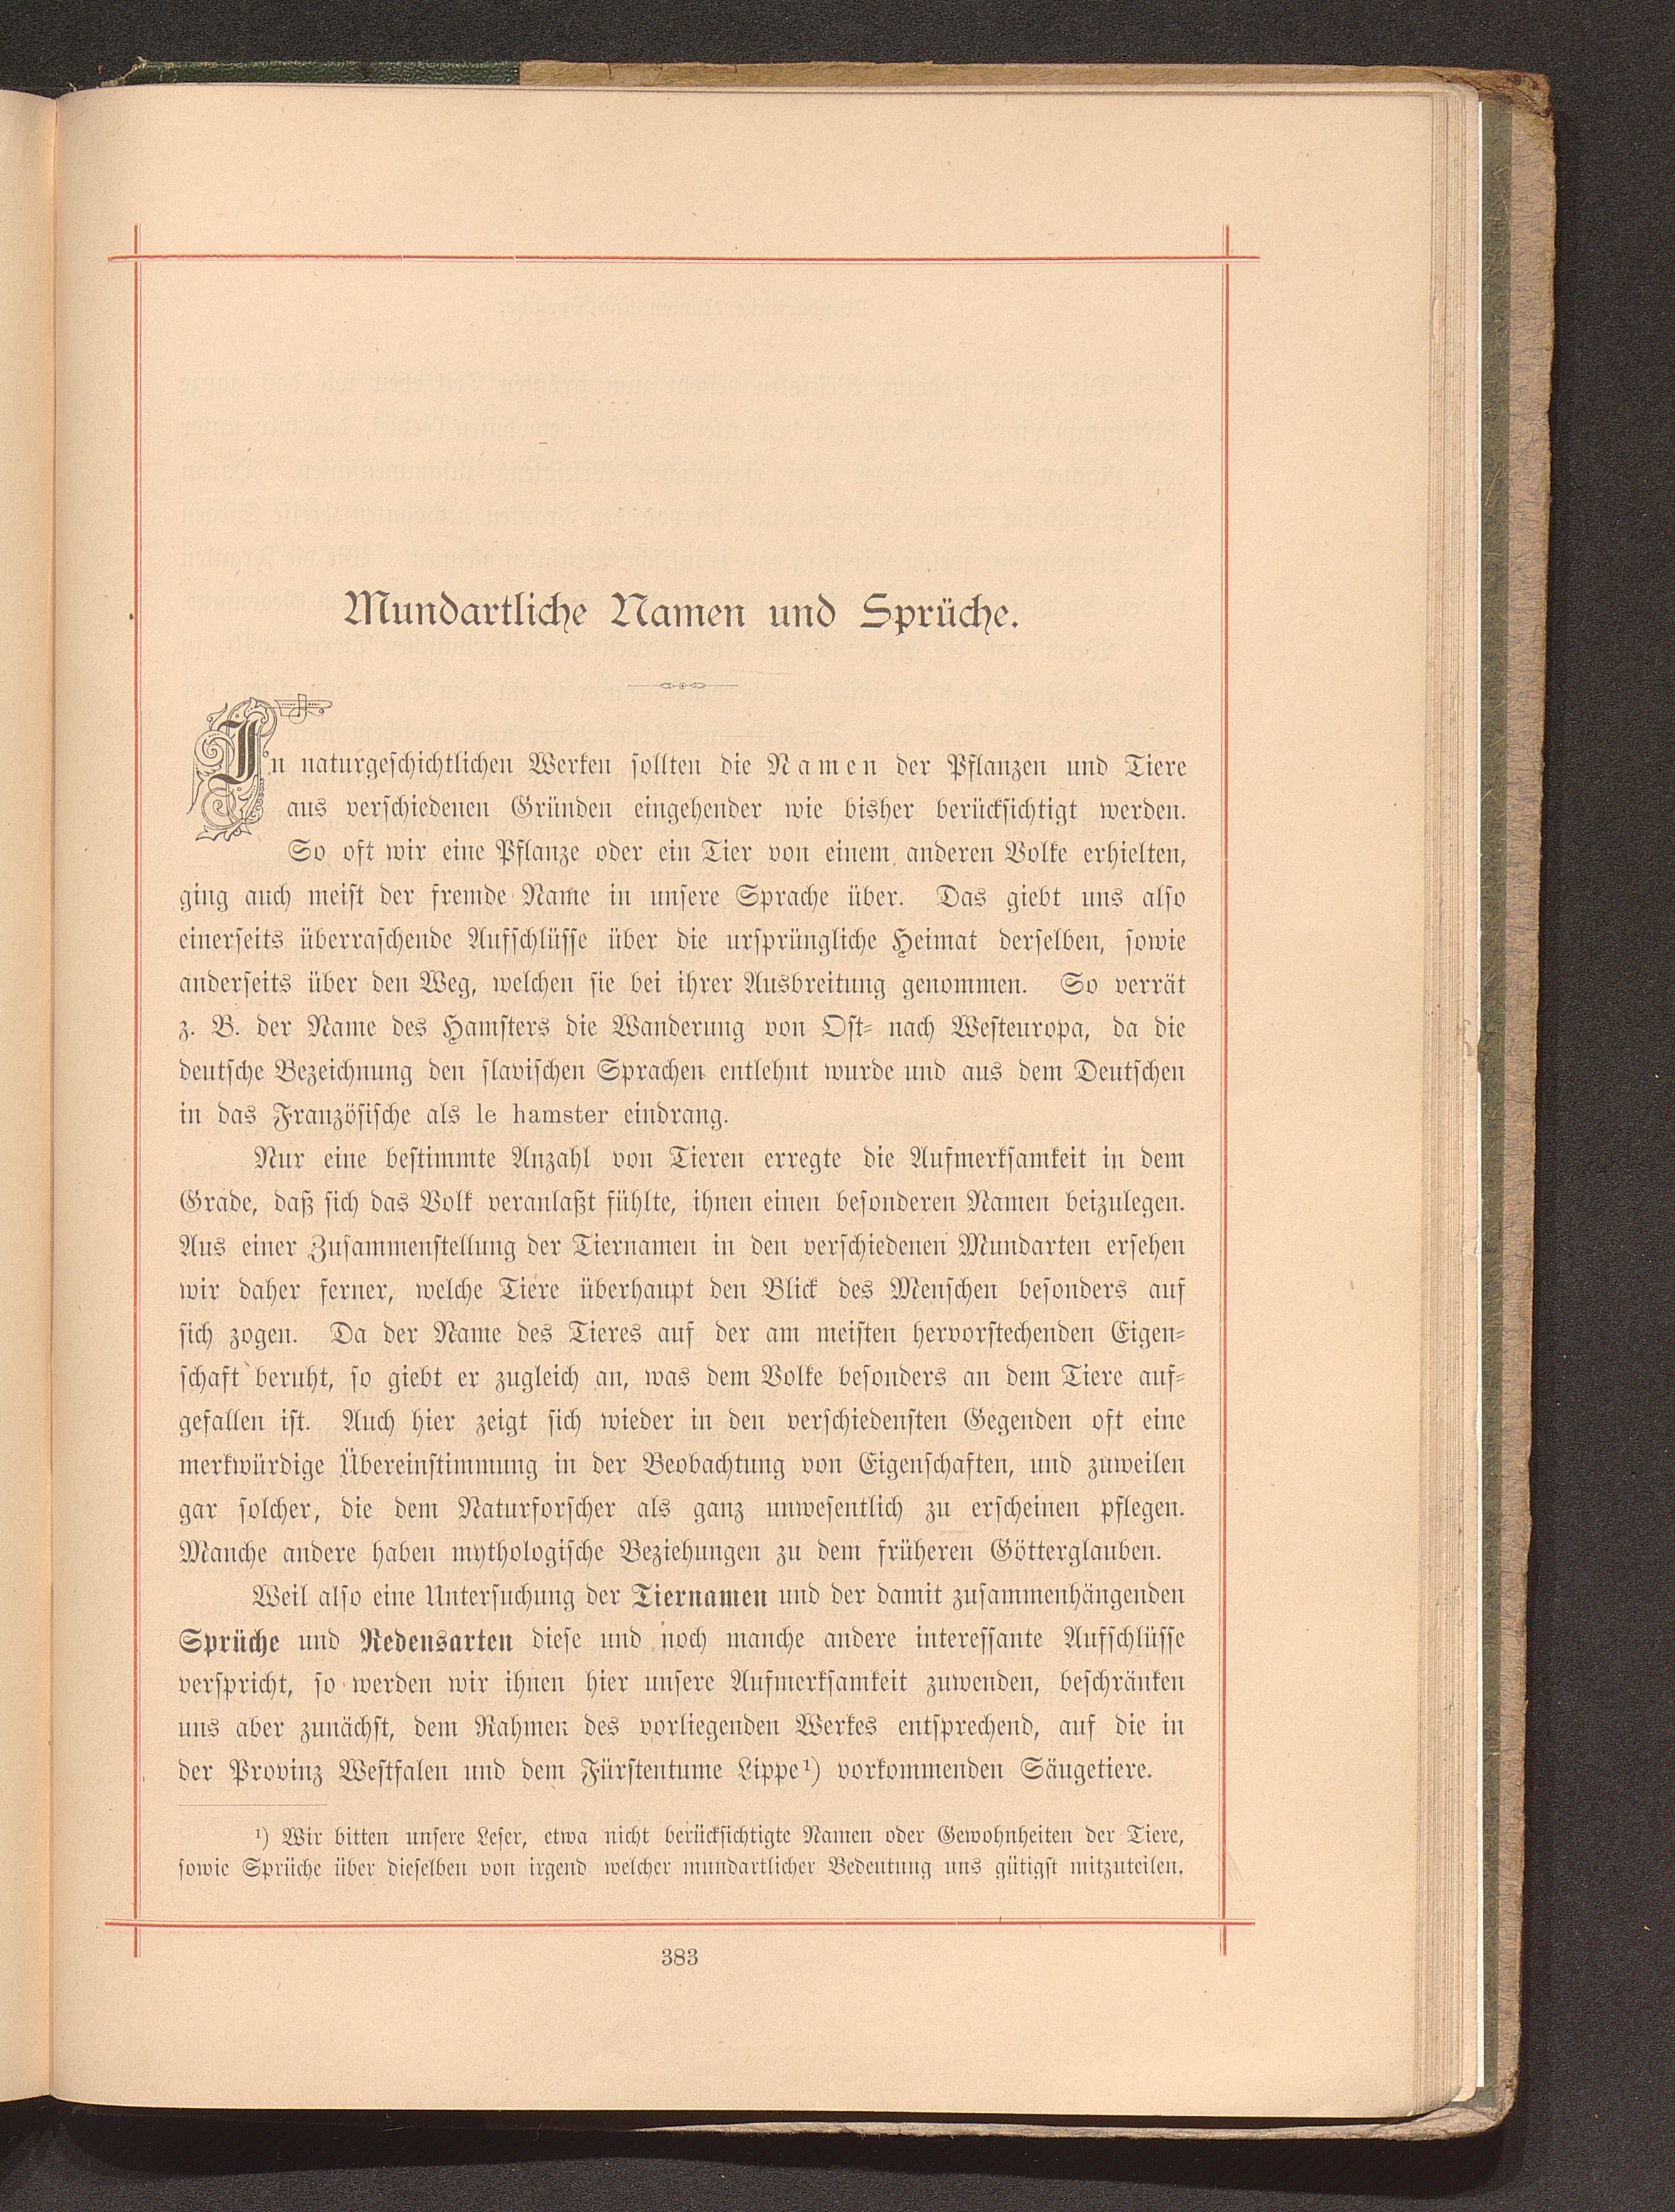 Mundartliche Namen und Sprüche.
In naturgeschichtlichen Werken sollten die Namen der Pflanzen und Tiere
aus verschiedenen Gründen eingehender wie bisher berücksichtigt werden.
So oft wir eine Pflanze oder ein Tier von einem anderen Volke erhielten,
ging auch meist der fremde Name in unsere Sprache über. Das giebt uns also
einerseits überraschende Aufschlüsse über die ursprüngliche Heimat derselben, sowie
anderseits über den Weg, welchen sie bei ihrer Ausbreitung genommen. So verrät
z. B. der Name des Hamsters die Wanderung von Ost- nach Westeuropa, da die
deutsche Bezeichnung den slavischen Sprachen entlehnt wurde und aus dem Deutschen
in das Französische als le hamster eindrang.
Nur eine bestimmte Anzahl von Tieren erregte die Aufmerksamkeit in dem
Grade, daß sich das Volk veranlaßt fühlte, ihnen einen besonderen Namen beizulegen.
Aus einer Zusammenstellung der Tiernamen in den verschiedenen Mundarten ersehen
wir daher ferner, welche Tiere überhaupt den Blick des Menschen besonders auf
sich zogen. Da der Name des Tieres auf der am meisten hervorstechenden Eigen-
schaft beruht, so giebt er zugleich an, was dem Volke besonders an dem Tiere auf-
gefallen ist. Auch hier zeigt sich wieder in den verschiedensten Gegenden oft eine
merkwürdige Übereinstimmung in der Beobachtung von Eigenschaften, und zuweilen
gar solcher, die dem Naturforscher als ganz unwesentlich zu erscheinen pflegen.
Manche andere haben mythologische Beziehungen zu dem früheren Götterglauben.
Weil also eine Untersuchung der Tiernamen und der damit zusammenhängenden
Sprüche und Redensarten diese und noch manche andere interessante Aufschlüsse
verspricht, so werden wir ihnen hier unsere Aufmerksamkeit zuwenden, beschränken
uns aber zunächst, dem Rahmen des vorliegenden Werkes entsprechend, auf die in
der Provinz Westfalen und dem Fürstentume Lippe¹) vorkommenden Säugetiere.
¹) Wir bitten unsere Leser, etwa nicht berücksichtigte Namen oder Gewohnheiten der Tiere,
sowie Sprüche über dieselben von irgend welcher mundartlicher Bedeutung uns gütigst mitzuteilen.
383